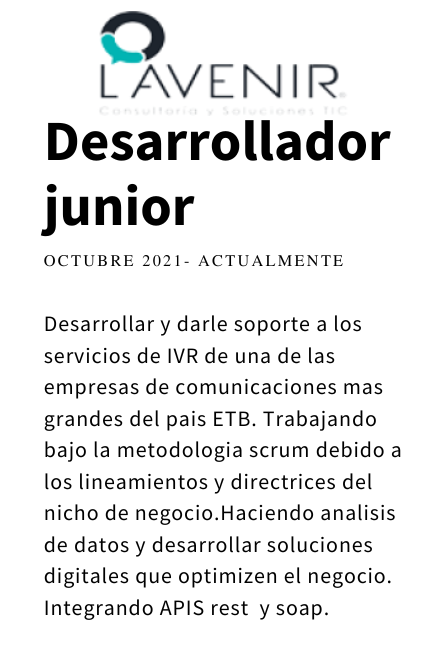 L'AVENIR
Consultoría y Soluciones TIC
Desarrollador
junior
OCTUBRE 2021- ACTUALMENTE
Desarrollar y darle soporte a los
servicios de IVR de una de las
empresas de comunicaciones mas
grandes del pais ETB. Trabajando
bajo la metodologia scrum debido a
los lineamientos y directrices del
nicho de negocio.Haciendo analisis
de datos y desarrollar soluciones
digitales que optimizen el negocio.
Integrando APIS rest  y soap.